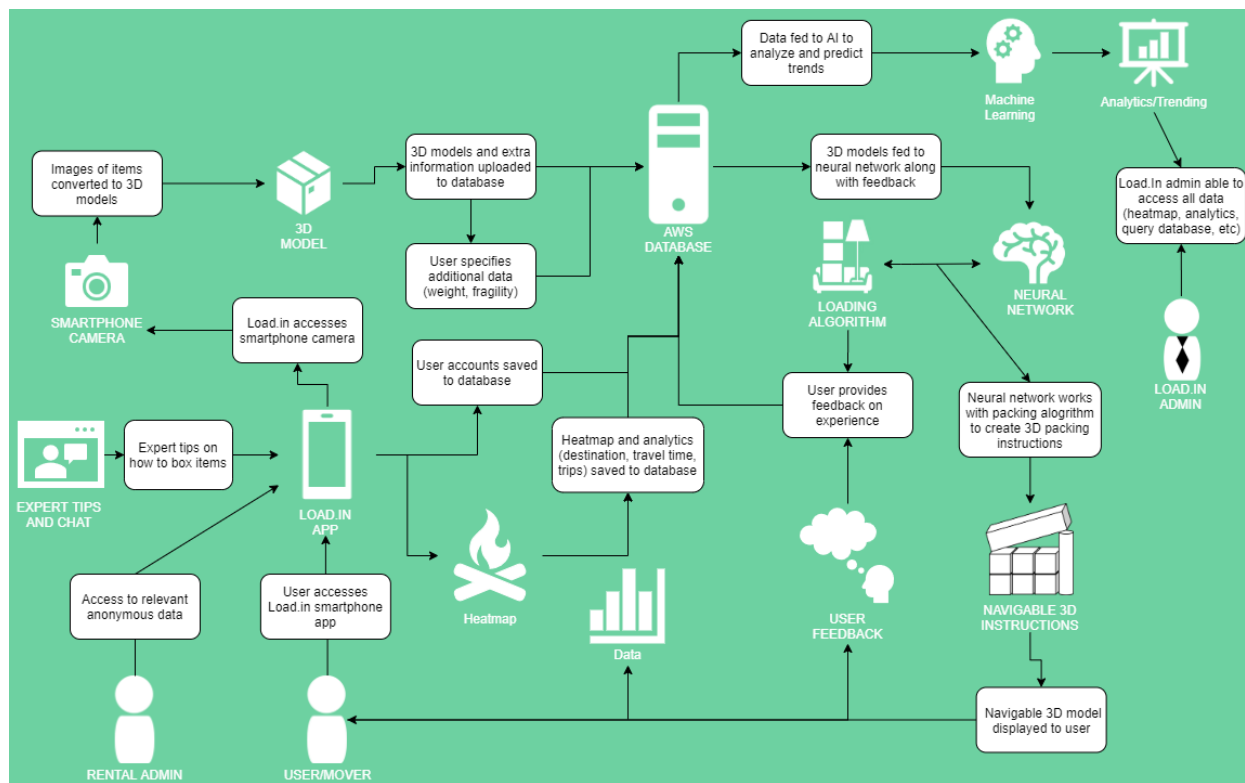 Data fed to AI to
analyze and predict
trends
Machine
Learning
Analytics/Trending
Images of items
converted to 3D
models
3D
MODEL
3D models and extra
information uploaded
to database
AWS
DATABASE
3D models fed to
neural network along
with feedback
Load.In admin able to
access all data
(heatmap, analytics,
query database, etc)
User specifies
additional data
(weight, fragility)
LOADING
ALGORITHM
NEURAL
NETWORK
SMARTPHONE
CAMERA
Load.in accesses
smartphone camera
User accounts saved
to database
User provides
feedback on
experience
Neural network works
with packing alogrithm
to create 3D packing
instructions
LOAD.IN
ADMIN
EXPERT TIPS
AND CHAT
Expert tips on
how to box items
LOAD.IN
APP
Heatmap and analytics
(destination, travel time,
trips) saved to database
Access to relevant
anonymous data
User accesses
Load.in smartphone
app
Heatmap
Data
USER
FEEDBACK
NAVIGABLE 3D
INSTRUCTIONS
Navigable 3D model
displayed to user
RENTAL ADMIN
USER/MOVER